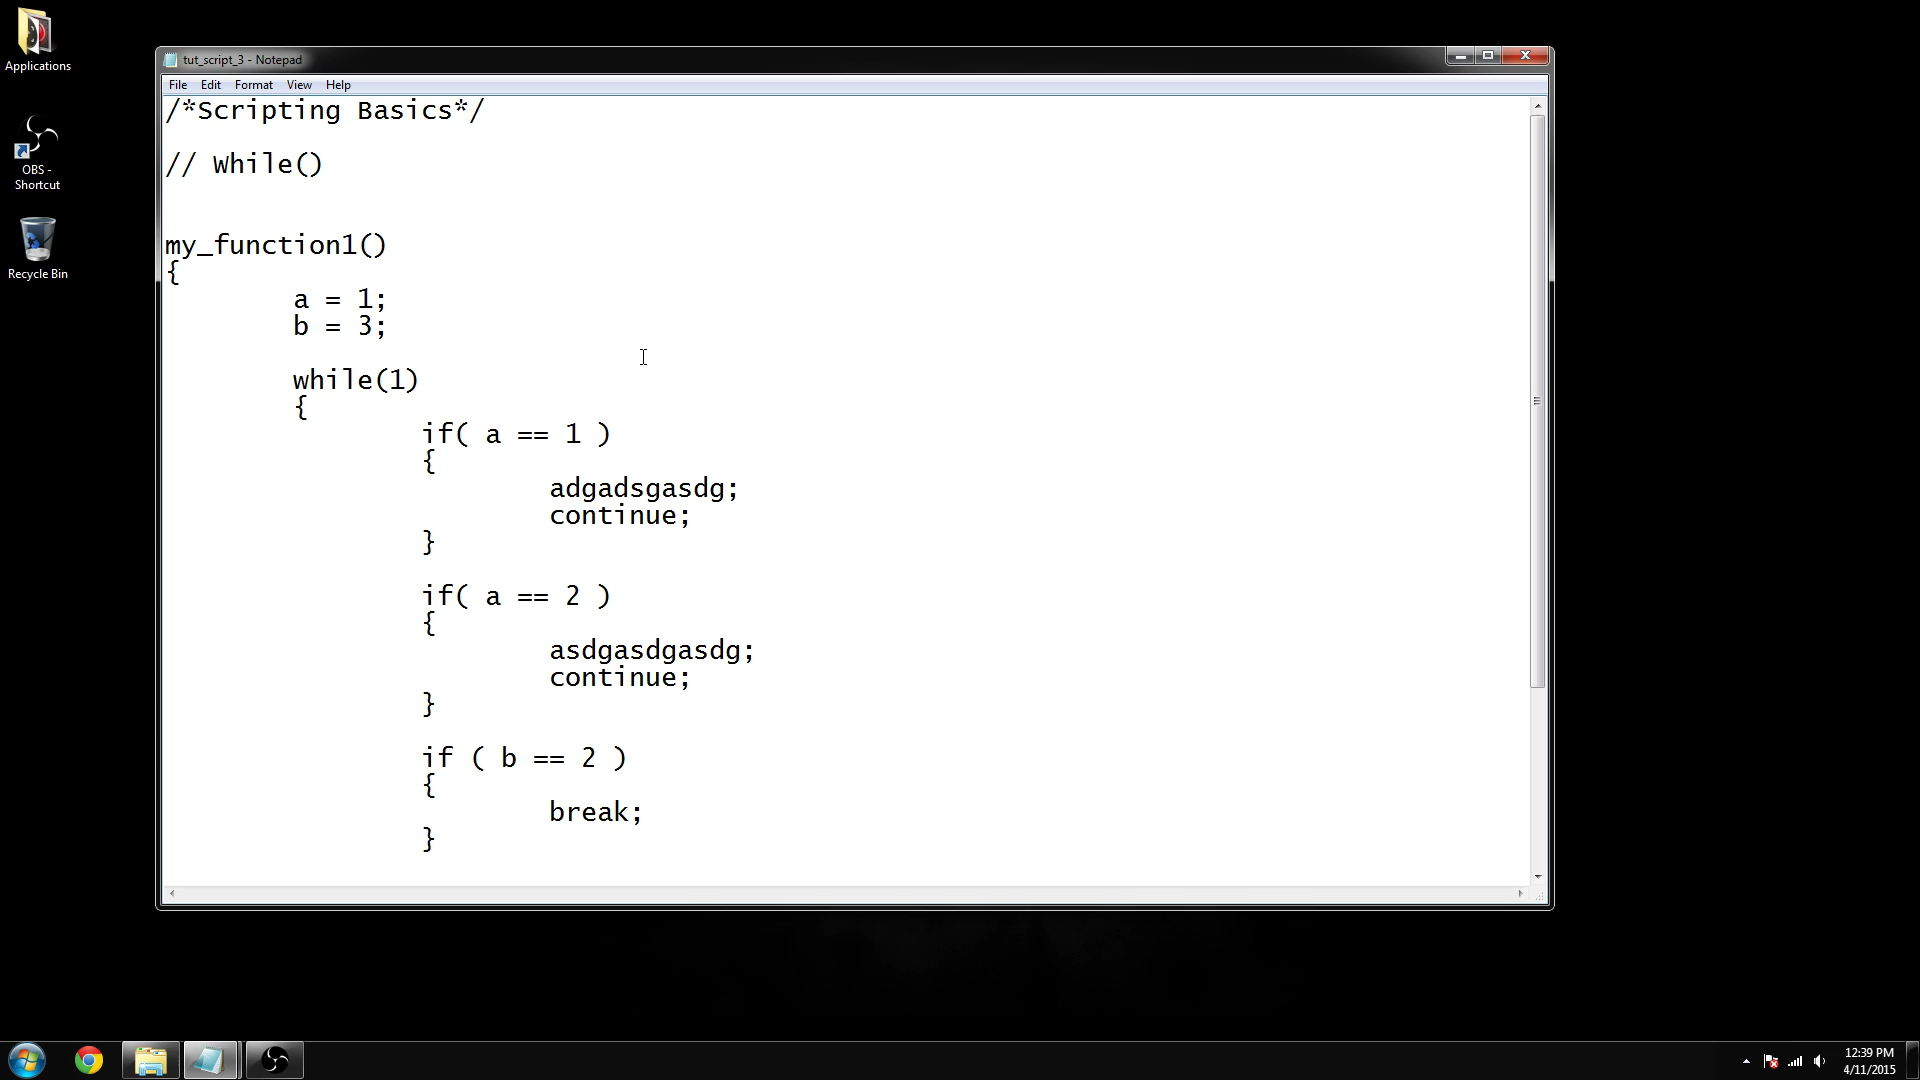 Applications
OBS -
Shortcut
Recycle Bin
tut_script_3 - Notepad
File Edit Format View Help
/*Scripting Basics*/
// While()
my_function1()
{
a = 1;
b = 3;
while(1)
{
if( a == 1 )
{
adgadsgasdg;
continue;
}
if( a == 2 )
{
asdgasdgasdg;
continue;
}
if ( b == 2 )
{
break;
}
12:39 PM
4/11/2015